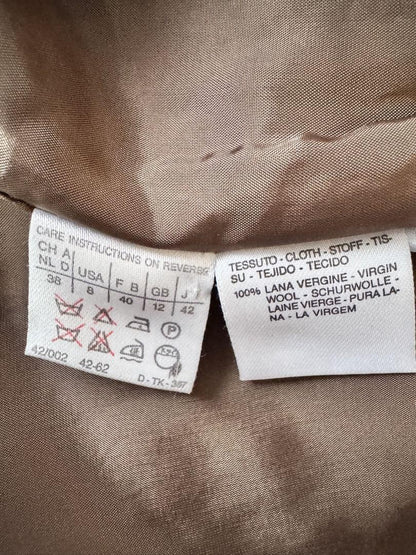 CARE INSTRUCTIONS ON REVERSE
CH A
NL D USA F B GB J
38 8 40 12 42
P
42/002 42-62
D-TK-387
TESSUTO - CLOTH - STOFF - TIS-
SU - TEJIDO - TECIDO
100% LANA VERGINE - VIRGIN
WOOL - SCHURWOLLE -
LAINE VIERGE - PURA LA-
NA - LA VIRGEM